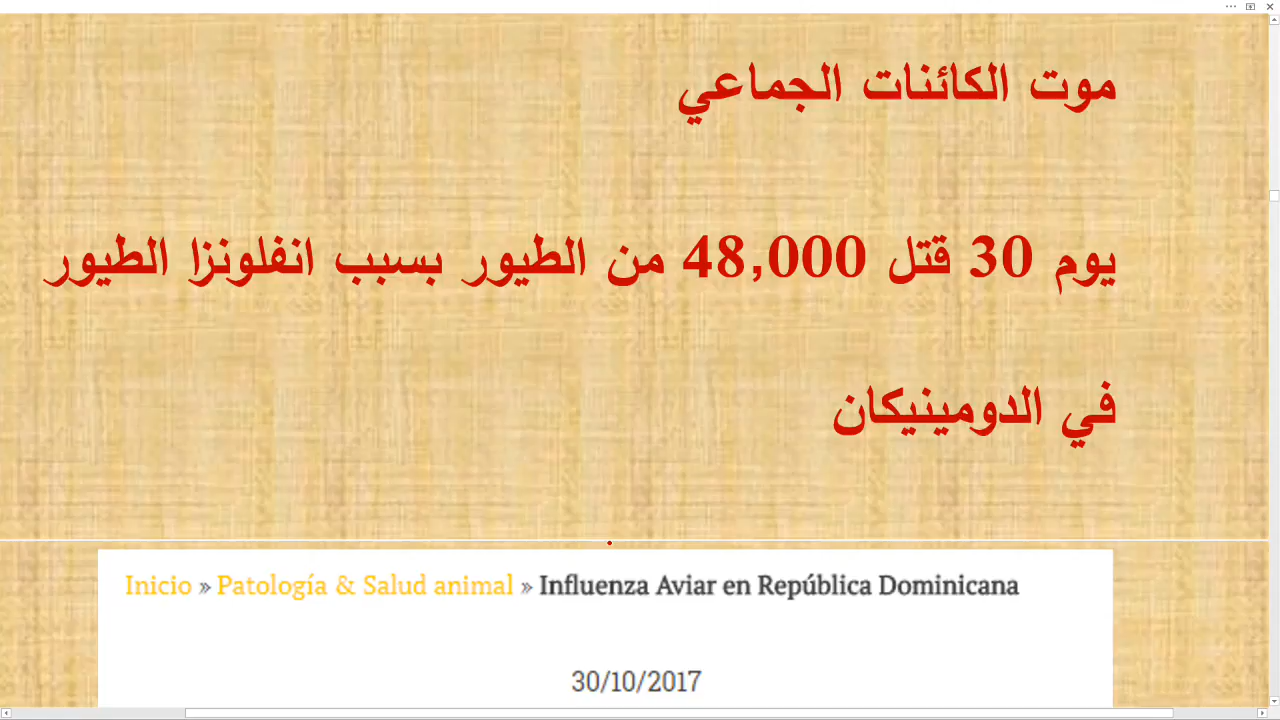 موت الكائنات الجماعي
يوم 30 قتل 48,000 من الطيور بسبب انفلونزا الطيور
في الدومينيكان
Inicio » Patología & Salud animal » Influenza Aviar en República Dominicana
30/10/2017